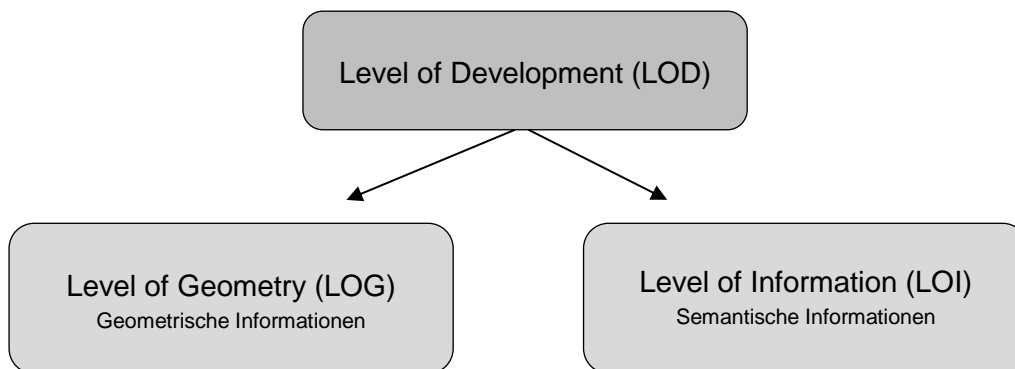 Level of Development (LOD)
Level of Geometry (LOG)
Geometrische Informationen
Level of Information (LOI)
Semantische Informationen